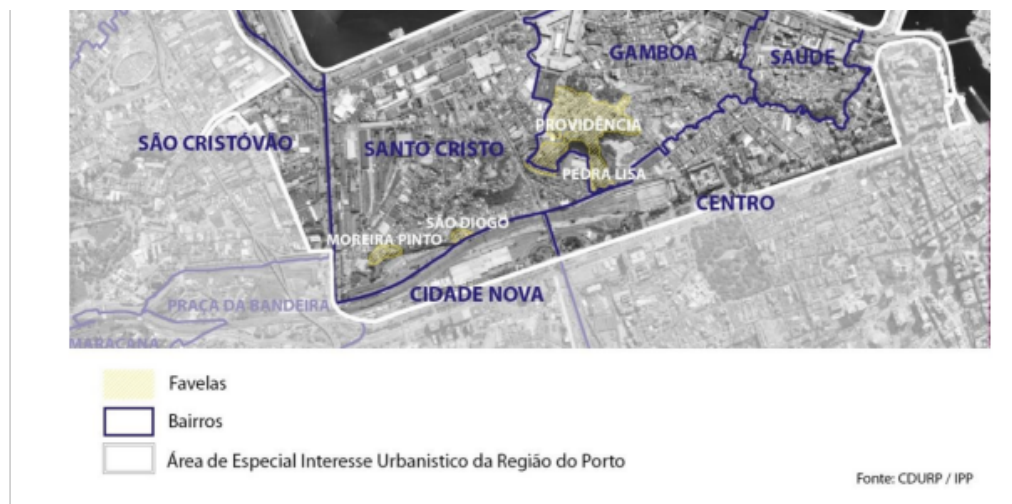 GAMBOA
SAÚDE
PROVIDÊNCIA
SÃO CRISTÓVÃO
SANTO CRISTO
PEDRA LISA
CENTRO
SÃO DIOGO
MOREIRA PINTO
CIDADE NOVA
PRAÇA DA BANDEIRA
MARACANÃ
Favelas
Bairros
Área de Especial Interesse Urbanistico da Região do Porto
Fonte: CDURP / IPP